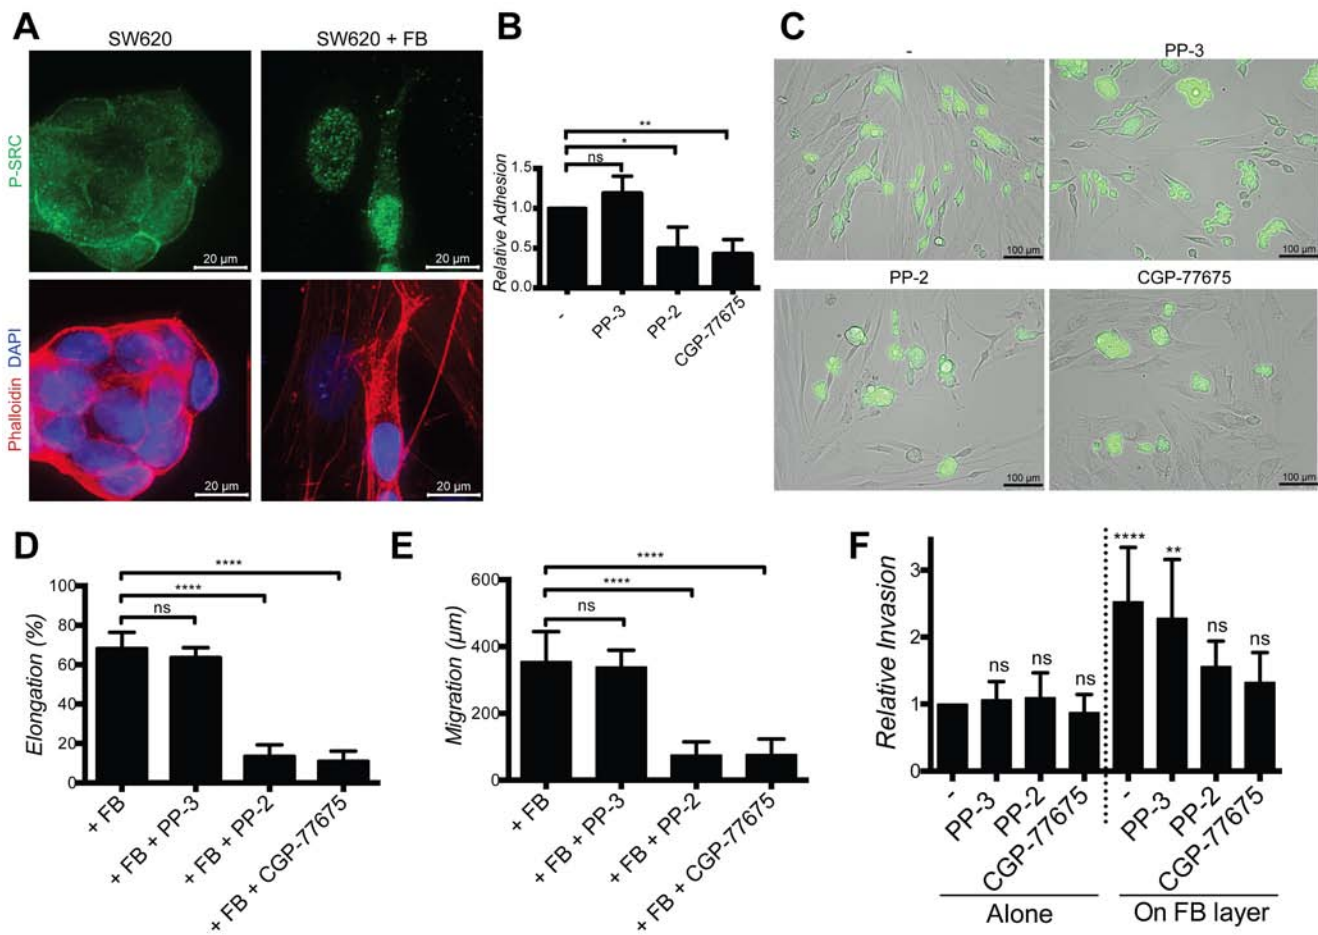 A
SW620
SW620 + FB
P-SRC
20 µm
20 µm
Phalloidin DAPI
20 µm
20 µm
B
**
*
ns
Relative Adhesion
1.5
1.0
0.5
0.0
-
PP-3
PP-2
CGP-77675
C
-
PP-3
100 µm
100 µm
PP-2
CGP-77675
100 µm
100 µm
D
****
****
ns
Elongation (%)
100
80
60
40
20
0
+ FB
+ FB + PP-3
+ FB + PP-2
+ FB + CGP-77675
E
****
****
ns
Migration (µm)
600
400
200
0
+ FB
+ FB + PP-3
+ FB + PP-2
+ FB + CGP-77675
F
Relative Invasion
3
2
1
0
ns
ns
ns
****
**
ns
ns
-
PP-3
PP-2
CGP-77675
-
PP-3
PP-2
CGP-77675
Alone
On FB layer